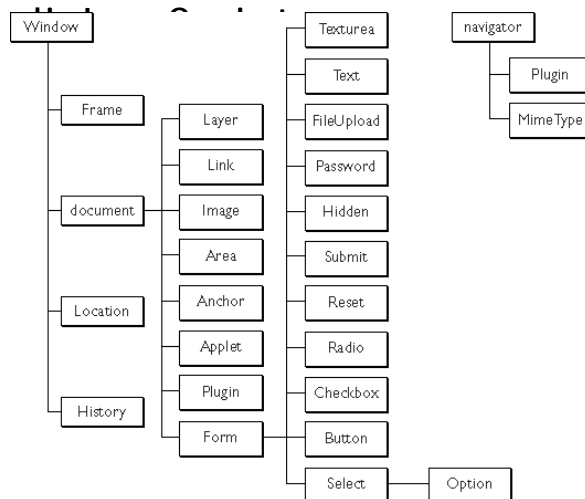 Window
Frame
document
Location
History
Layer
Link
Image
Area
Anchor
Applet
Plugin
Form
Texturea
Text
FileUpload
Password
Hidden
Submit
Reset
Radio
Checkbox
Button
Select
Option
navigator
Plugin
MimeType